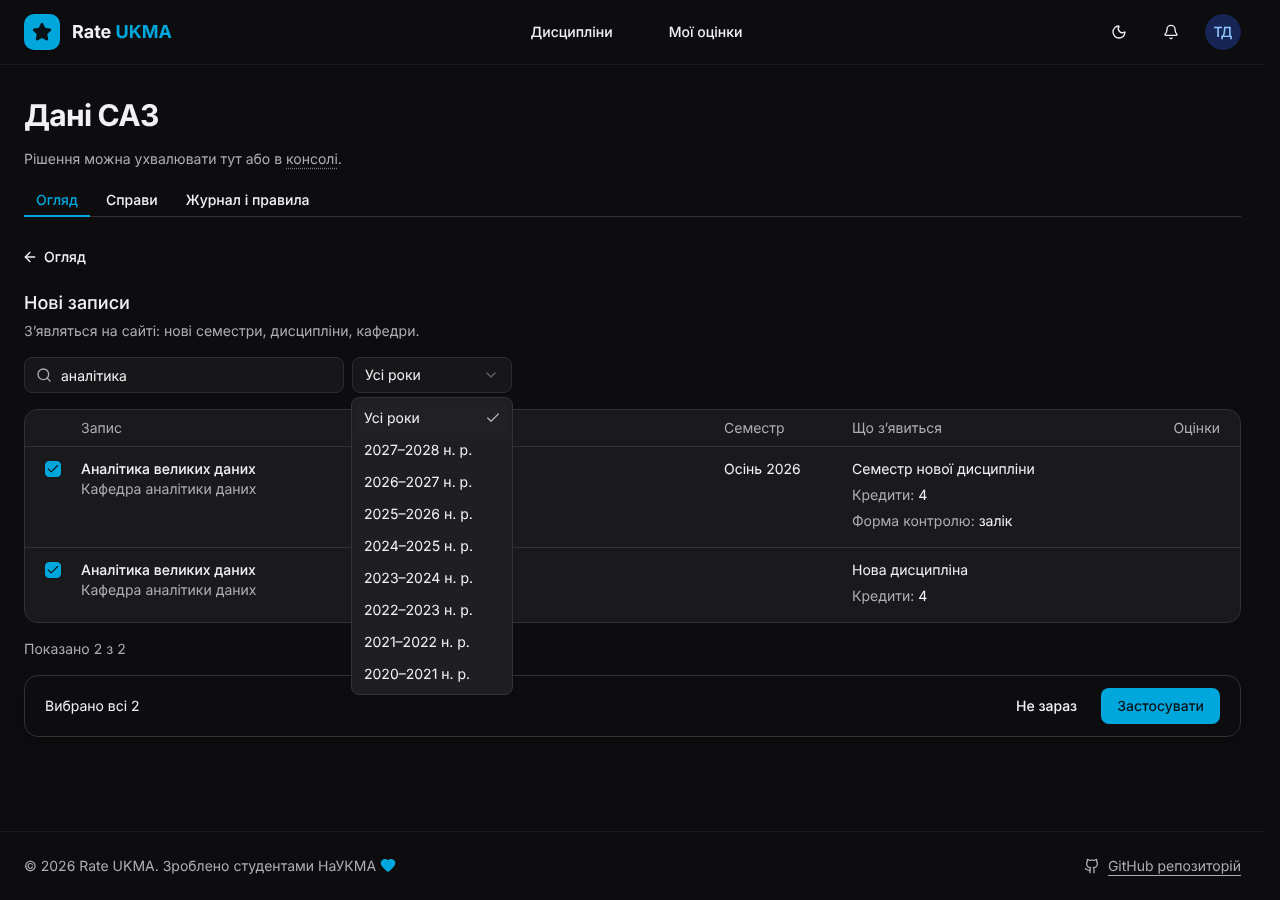 Rate UKMA
Дисципліни
Мої оцінки
ТД
Дані САЗ
Рішення можна ухвалювати тут або в консолі.
Огляд
Справи
Журнал і правила
Огляд
Нові записи
З’являться на сайті: нові семестри, дисципліни, кафедри.
аналітика
Усі роки
Усі роки
2027–2028 н. р.
2026–2027 н. р.
2025–2026 н. р.
2024–2025 н. р.
2023–2024 н. р.
2022–2023 н. р.
2021–2022 н. р.
2020–2021 н. р.
Запис
Семестр
Що з’явиться
Оцінки
Аналітика великих даних
Кафедра аналітики даних
Осінь 2026
Семестр нової дисципліни
Кредити: 4
Форма контролю: залік
Аналітика великих даних
Кафедра аналітики даних
Нова дисципліна
Кредити: 4
Показано 2 з 2
Вибрано всі 2
Не зараз
Застосувати
© 2026 Rate UKMA. Зроблено студентами НаУКМА
GitHub репозиторій